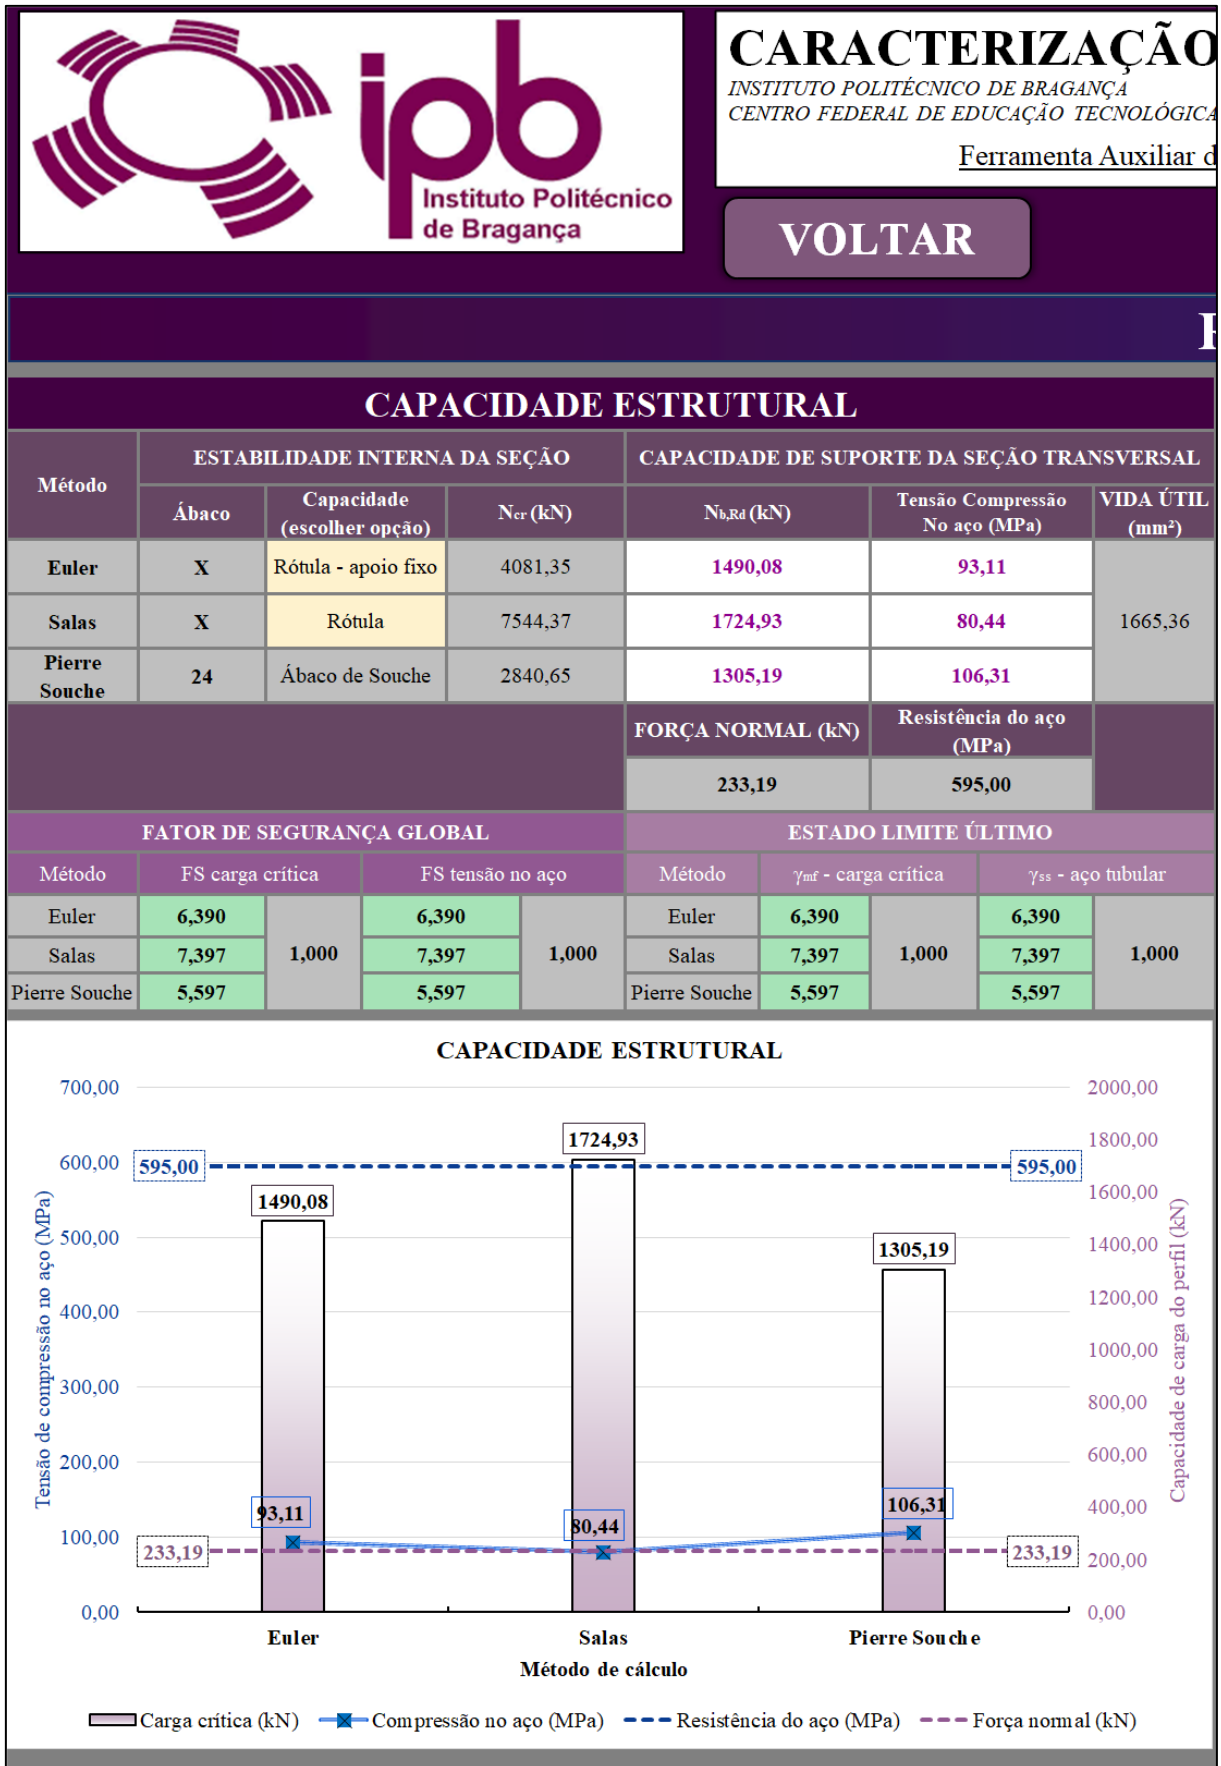 ipb
Instituto Politécnico
de Bragança
CARACTERIZAÇÃO
INSTITUTO POLITÉCNICO DE BRAGANÇA
CENTRO FEDERAL DE EDUCAÇÃO TECNOLÓGICA
Ferramenta Auxiliar d
VOLTAR
CAPACIDADE ESTRUTURAL
Método ESTABILIDADE INTERNA DA SEÇÃO CAPACIDADE DE SUPORTE DA SEÇÃO TRANSVERSAL
Ábaco Capacidade (escolher opção) Ncr (kN) Nb,Rd (kN) Tensão Compressão No aço (MPa) VIDA ÚTIL (mm²)
Euler X Rótula - apoio fixo 4081,35 1490,08 93,11
Salas X Rótula 7544,37 1724,93 80,44 1665,36
Pierre Souche 24 Ábaco de Souche 2840,65 1305,19 106,31
FORÇA NORMAL (kN) Resistência do aço (MPa)
233,19 595,00
FATOR DE SEGURANÇA GLOBAL ESTADO LIMITE ÚLTIMO
Método FS carga crítica FS tensão no aço Método γmf - carga crítica γss - aço tubular
Euler 6,390 6,390 Euler 6,390 6,390
Salas 7,397 1,000 7,397 1,000 Salas 7,397 1,000 7,397 1,000
Pierre Souche 5,597 5,597 Pierre Souche 5,597 5,597
CAPACIDADE ESTRUTURAL
Tensão de compressão no aço (MPa)
700,00
600,00
500,00
400,00
300,00
200,00
100,00
0,00
595,00 595,00
1490,08
1724,93
1305,19
93,11
80,44
106,31
233,19 233,19
2000,00
1800,00
1600,00
1400,00
1200,00
1000,00
800,00
600,00
400,00
200,00
0,00
Capacidade de carga do perfil (kN)
Euler Salas Pierre Souche
Método de cálculo
Carga crítica (kN) Compressão no aço (MPa) Resistência do aço (MPa) Força normal (kN)